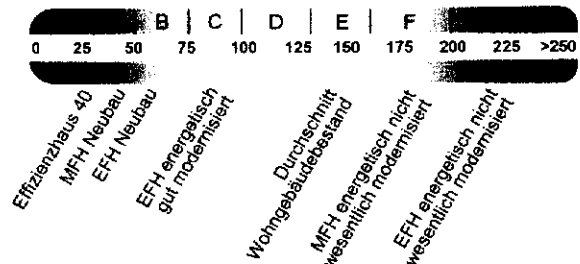 B | C | D | E | F
0 25 50 75 100 125 150 175 200 225 >250
Effizienzhaus 40
MFH Neubau
EFH Neubau
EFH energetisch
gut modernisiert
Durchschnitt
Wohngebäudebestand
MFH energetisch nicht
wesentlich modernisiert
EFH energetisch nicht
wesentlich modernisiert